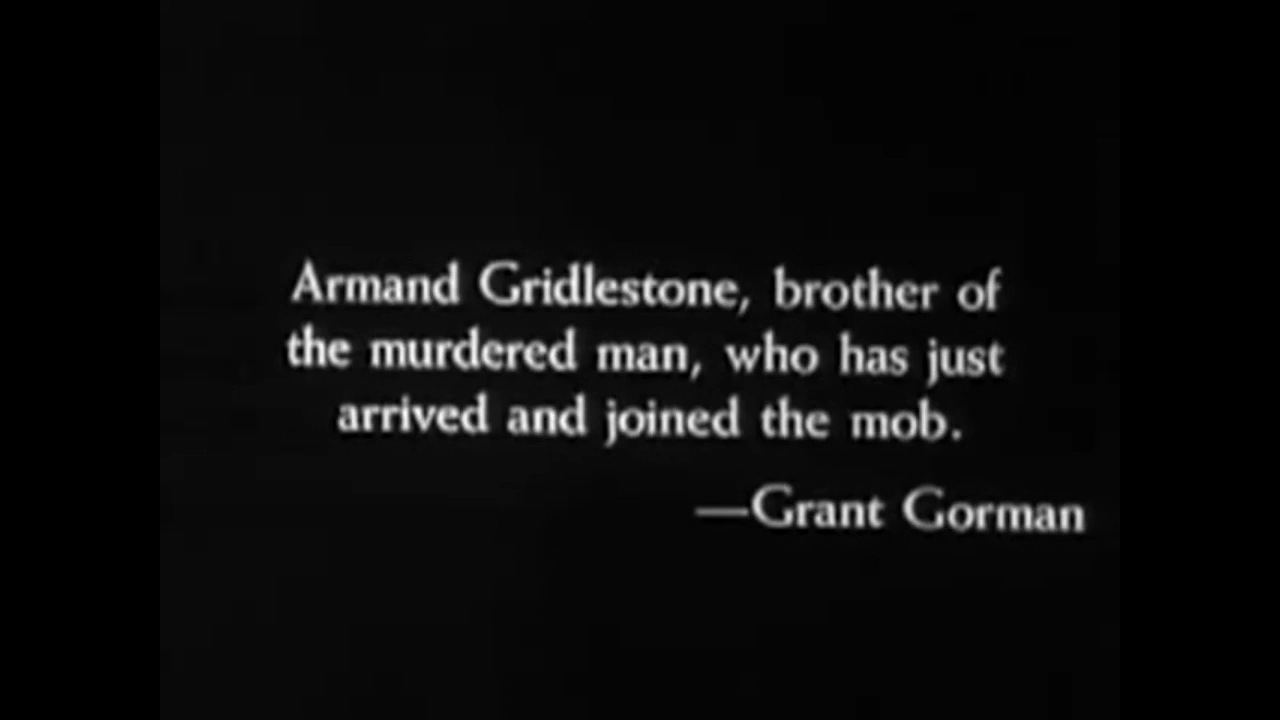 Armand Gridlestone, brother of
the murdered man, who has just
arrived and joined the mob.
—Grant Gorman